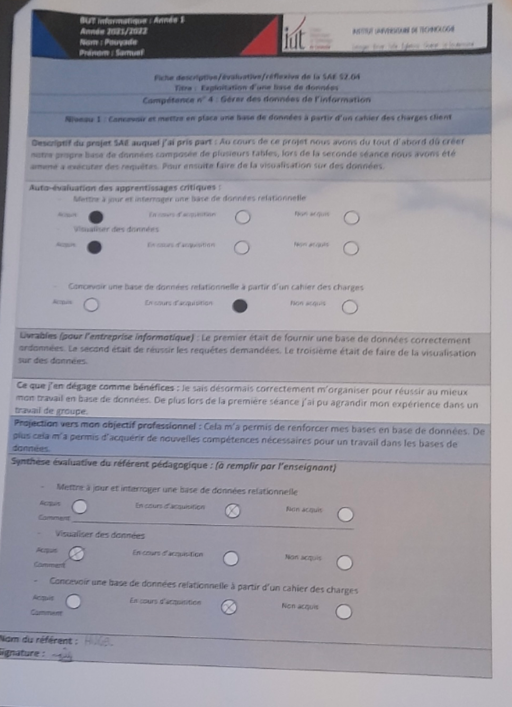 BUT Informatique : Année 1
Année 2021/2022
Nom : Pouyade
Prénom : Samuel
iut
INSTITUT UNIVERSITAIRE DE TECHNOLOGIE
Fiche descriptive/évaluative/réflexive de la SAE S2.04
Titre : Exploitation d'une base de données
Compétence n° 4 : Gérer des données de l'information
Niveau 1 : Concevoir et mettre en place une base de données à partir d'un cahier des charges client
Descriptif du projet SAE auquel j'ai pris part : Au cours de ce projet nous avons du tout d'abord dû créer
notre propre base de données composée de plusieurs tables, lors de la seconde séance nous avons été
amené a exécuter des requêtes. Pour ensuite faire de la visualisation sur des données.
Auto-évaluation des apprentissages critiques :
- Mettre à jour et interroger une base de données relationnelle
Acquis En cours d'acquisition Non acquis
- Visualiser des données
Acquis En cours d'acquisition Non acquis
- Concevoir une base de données relationnelle à partir d'un cahier des charges
Acquis En cours d'acquisition Non acquis
Livrables (pour l'entreprise informatique) : Le premier était de fournir une base de données correctement
ordonnées. Le second était de réussir les requêtes demandées. Le troisième était de faire de la visualisation
sur des données.
Ce que j'en dégage comme bénéfices : Je sais désormais correctement m'organiser pour réussir au mieux
mon travail en base de données. De plus lors de la première séance j'ai pu agrandir mon expérience dans un
travail de groupe.
Projection vers mon objectif professionnel : Cela m'a permis de renforcer mes bases en base de données. De
plus cela m'a permis d'acquérir de nouvelles compétences nécessaires pour un travail dans les bases de
données.
Synthèse évaluative du référent pédagogique : (à remplir par l'enseignant)
- Mettre à jour et interroger une base de données relationnelle
Acquis En cours d'acquisition X Non acquis
Comment
- Visualiser des données
Acquis X En cours d'acquisition Non acquis
Comment
- Concevoir une base de données relationnelle à partir d'un cahier des charges
Acquis En cours d'acquisition X Non acquis
Comment
Nom du référent :
Signature :